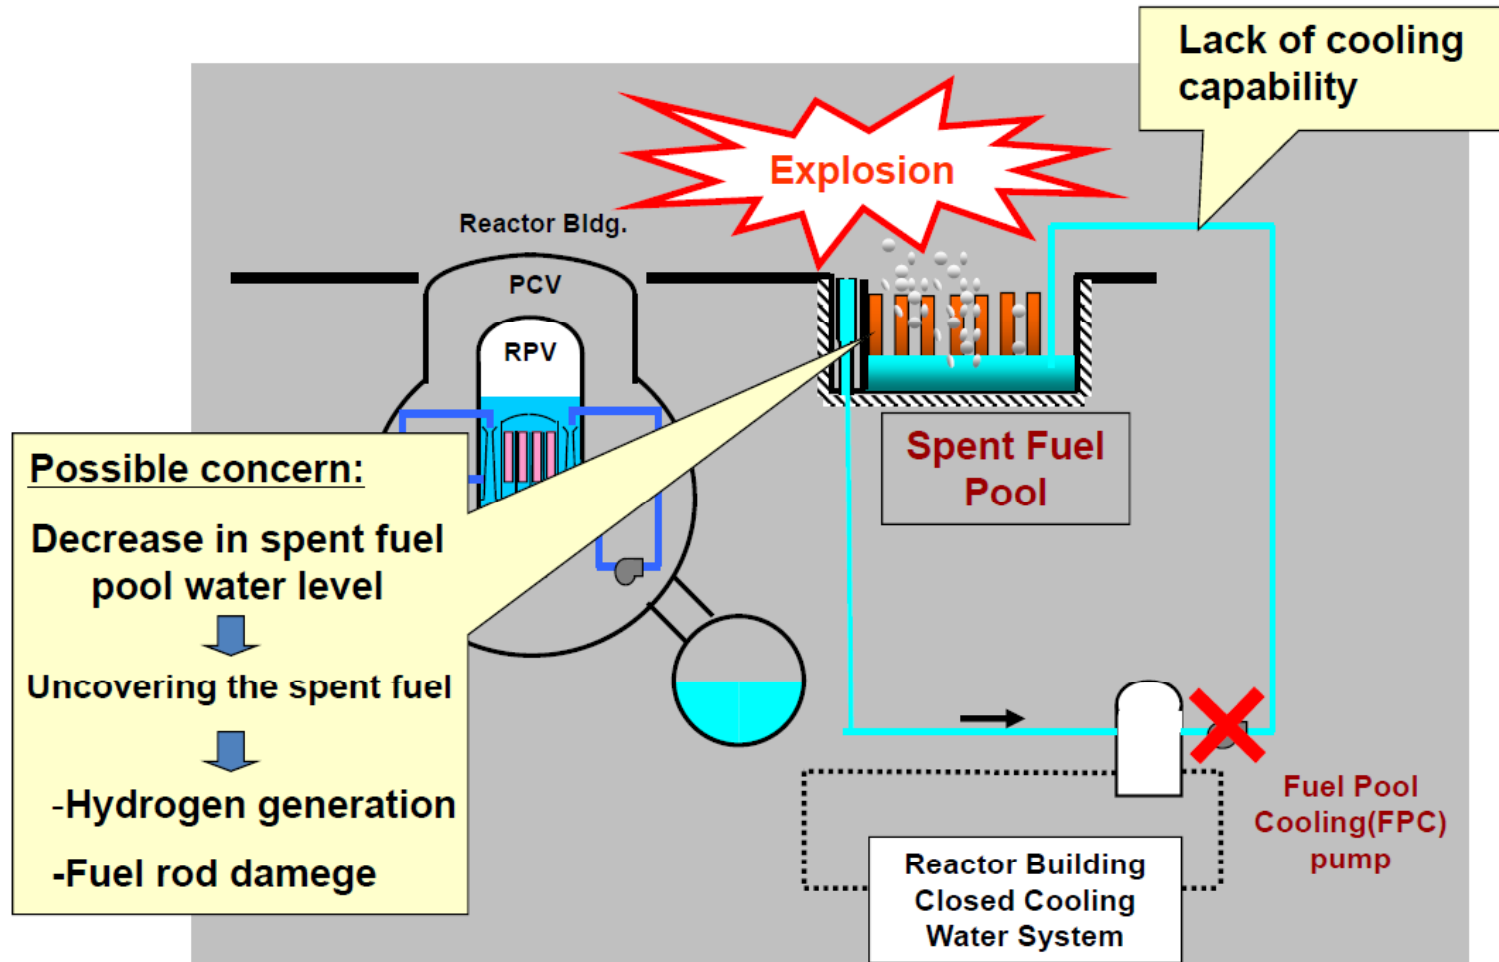 Lack of cooling
capability
Explosion
Reactor Bldg.
PCV
RPV
Spent Fuel
Pool
Possible concern:
Decrease in spent fuel
pool water level
Uncovering the spent fuel
-Hydrogen generation
-Fuel rod damege
Fuel Pool
Cooling(FPC)
pump
Reactor Building
Closed Cooling
Water System